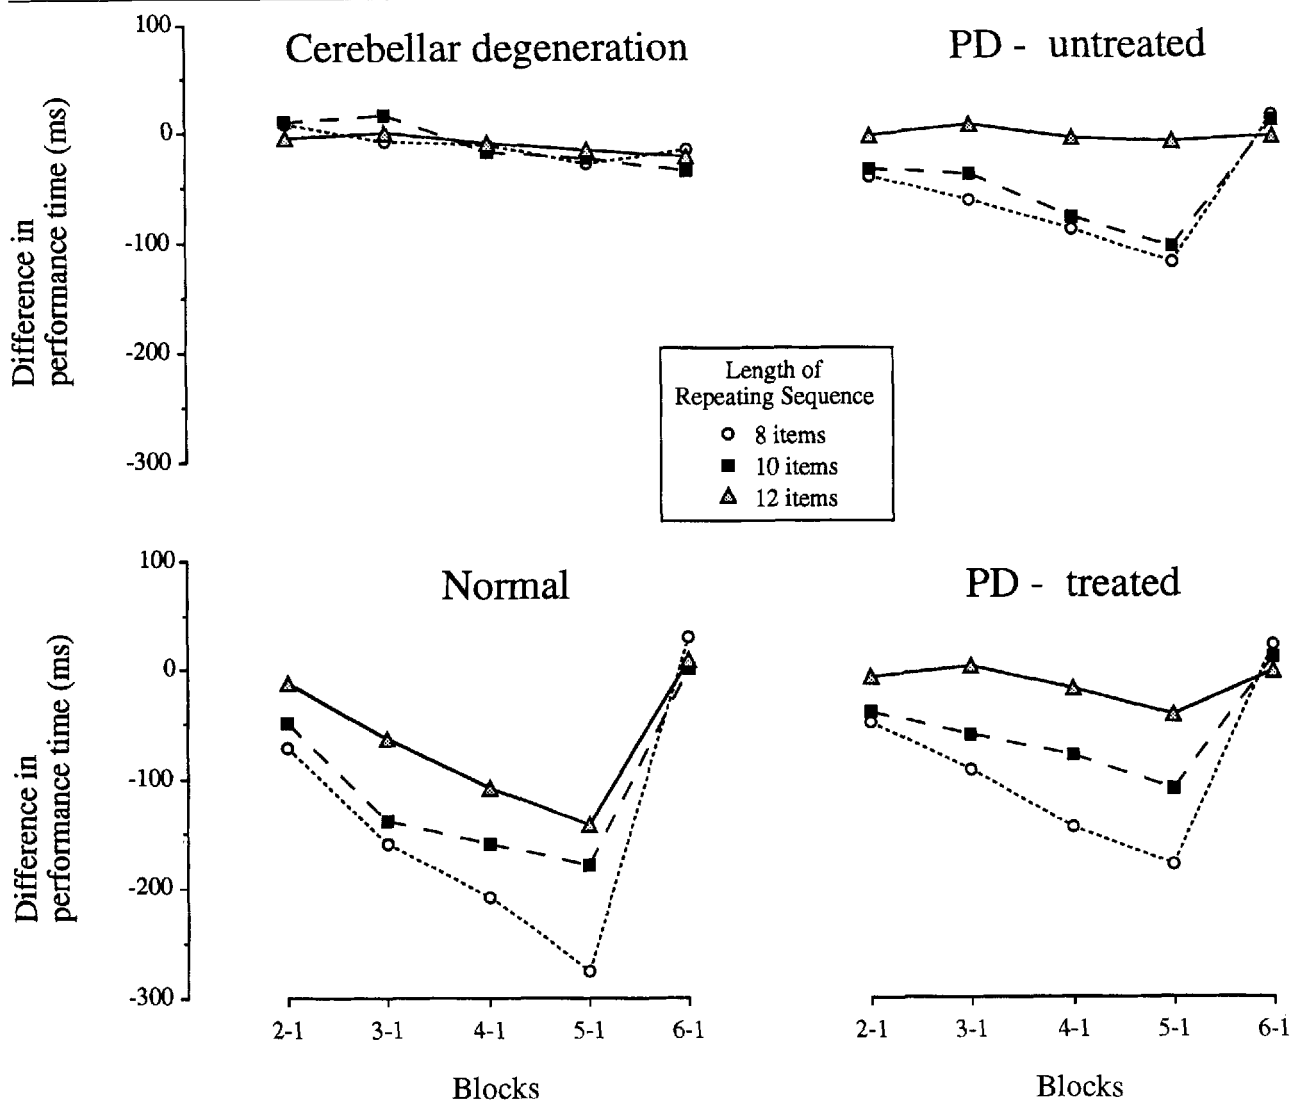 Cerebellar degeneration
PD - untreated
Difference in
performance time (ms)
100
0
-100
-200
-300
Length of
Repeating Sequence
8 items
10 items
12 items
Normal
PD - treated
Difference in
performance time (ms)
100
0
-100
-200
-300
2-1 3-1 4-1 5-1 6-1
2-1 3-1 4-1 5-1 6-1
Blocks
Blocks